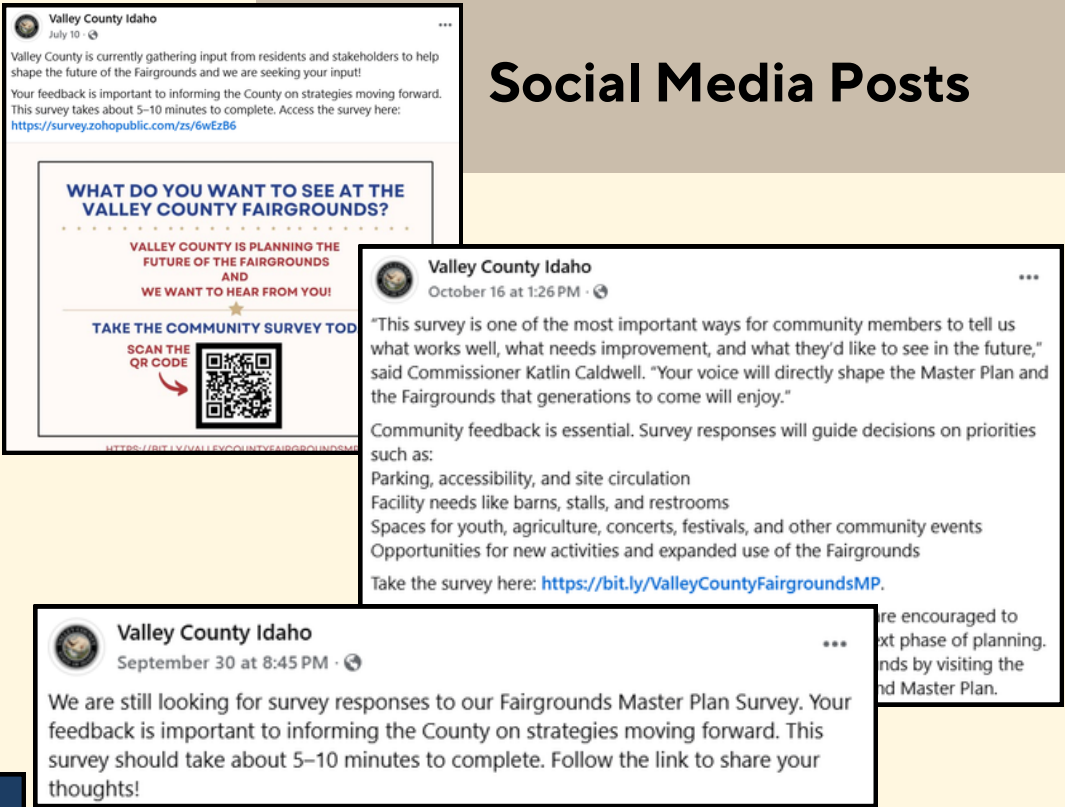 Social Media Posts
Valley County Idaho
July 10 ·
Valley County is currently gathering input from residents and stakeholders to help
shape the future of the Fairgrounds and we are seeking your input!
Your feedback is important to informing the County on strategies moving forward.
This survey takes about 5–10 minutes to complete. Access the survey here:
https://survey.zohopublic.com/zs/6wEzB6
WHAT DO YOU WANT TO SEE AT THE
VALLEY COUNTY FAIRGROUNDS?
VALLEY COUNTY IS PLANNING THE
FUTURE OF THE FAIRGROUNDS
AND
WE WANT TO HEAR FROM YOU!
TAKE THE COMMUNITY SURVEY TOD
SCAN THE
QR CODE
HTTPS://BIT.LY/VALLEYCOUNTYFAIRGROUNDSMP
Valley County Idaho
October 16 at 1:26 PM ·
"This survey is one of the most important ways for community members to tell us
what works well, what needs improvement, and what they'd like to see in the future,"
said Commissioner Katlin Caldwell. "Your voice will directly shape the Master Plan and
the Fairgrounds that generations to come will enjoy."
Community feedback is essential. Survey responses will guide decisions on priorities
such as:
Parking, accessibility, and site circulation
Facility needs like barns, stalls, and restrooms
Spaces for youth, agriculture, concerts, festivals, and other community events
Opportunities for new activities and expanded use of the Fairgrounds
Take the survey here: https://bit.ly/ValleyCountyFairgroundsMP.
re encouraged to
ext phase of planning.
nds by visiting the
nd Master Plan.
Valley County Idaho
September 30 at 8:45 PM ·
We are still looking for survey responses to our Fairgrounds Master Plan Survey. Your
feedback is important to informing the County on strategies moving forward. This
survey should take about 5–10 minutes to complete. Follow the link to share your
thoughts!